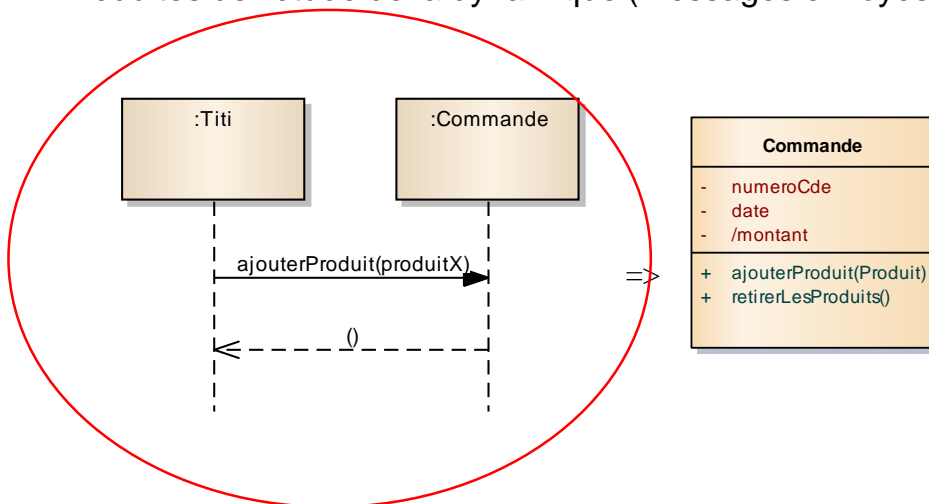 :Titi
:Commande
ajouterProduit(produitX)
()
=>
Commande
- numeroCde
- date
- /montant
+ ajouterProduit(Produit)
+ retirerLesProduits()